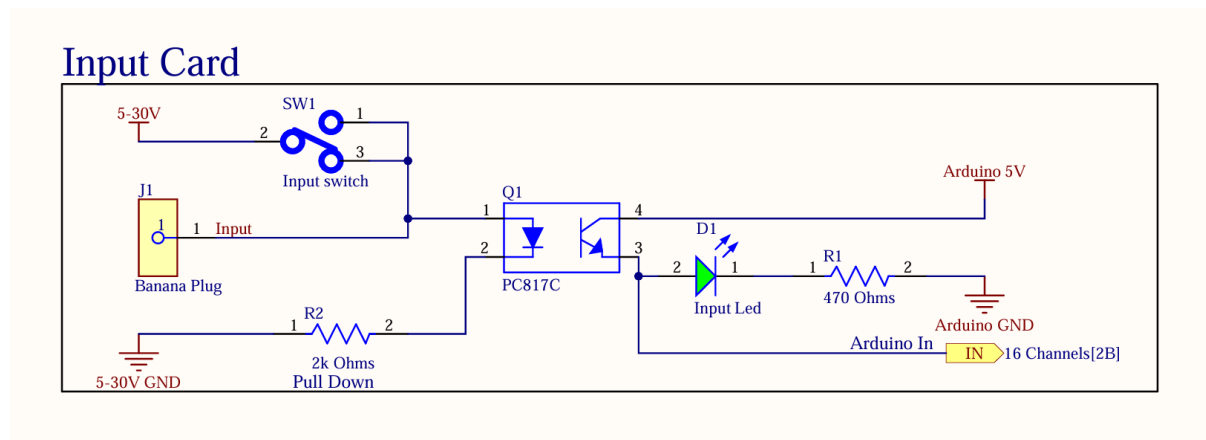 Input Card
5-30V
SW1
2
1
3
Input switch
J1
1
1 Input
Banana Plug
Q1
1
2
4
3
PC817C
Arduino 5V
D1
2
1
Input Led
R1
1
2
470 Ohms
Arduino GND
R2
1
2
2k Ohms
Pull Down
5-30V GND
Arduino In
IN
16 Channels[2B]